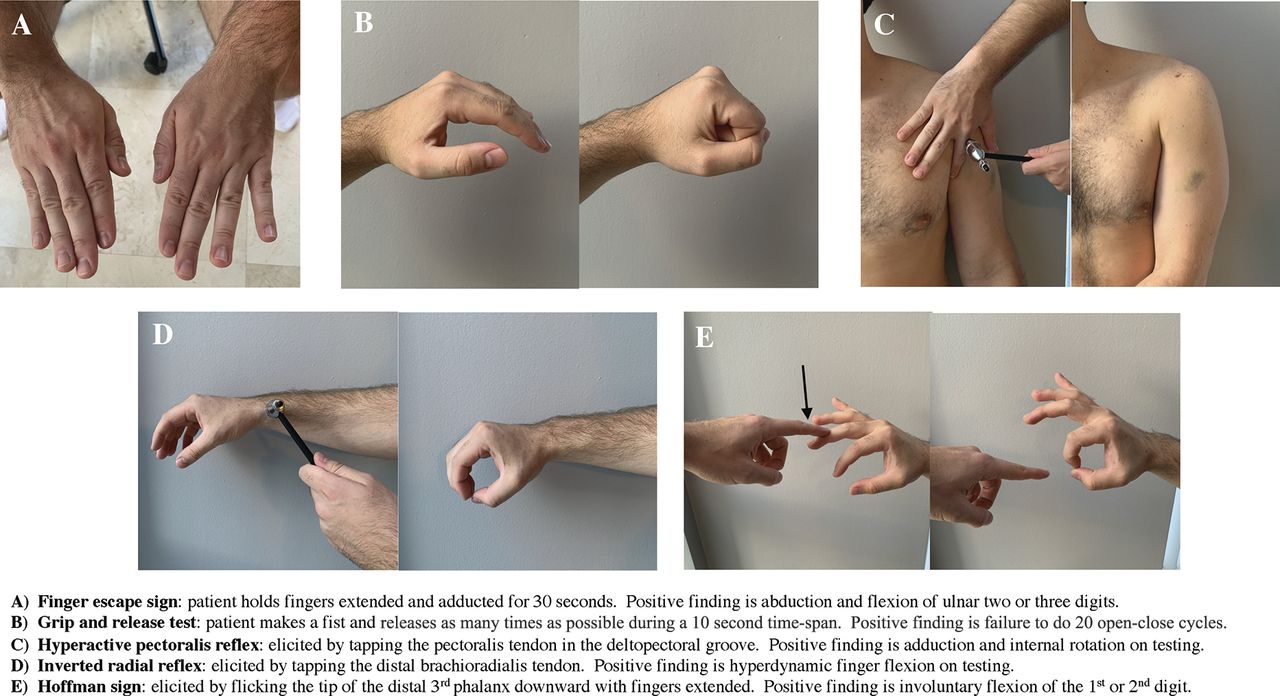 A
B
C
D
E
A) Finger escape sign: patient holds fingers extended and adducted for 30 seconds. Positive finding is abduction and flexion of ulnar two or three digits.
B) Grip and release test: patient makes a fist and releases as many times as possible during a 10 second time-span. Positive finding is failure to do 20 open-close cycles.
C) Hyperactive pectoralis reflex: elicited by tapping the pectoralis tendon in the deltopectoral groove. Positive finding is adduction and internal rotation on testing.
D) Inverted radial reflex: elicited by tapping the distal brachioradialis tendon. Positive finding is hyperdynamic finger flexion on testing.
E) Hoffman sign: elicited by flicking the tip of the distal 3rd phalanx downward with fingers extended. Positive finding is involuntary flexion of the 1st or 2nd digit.